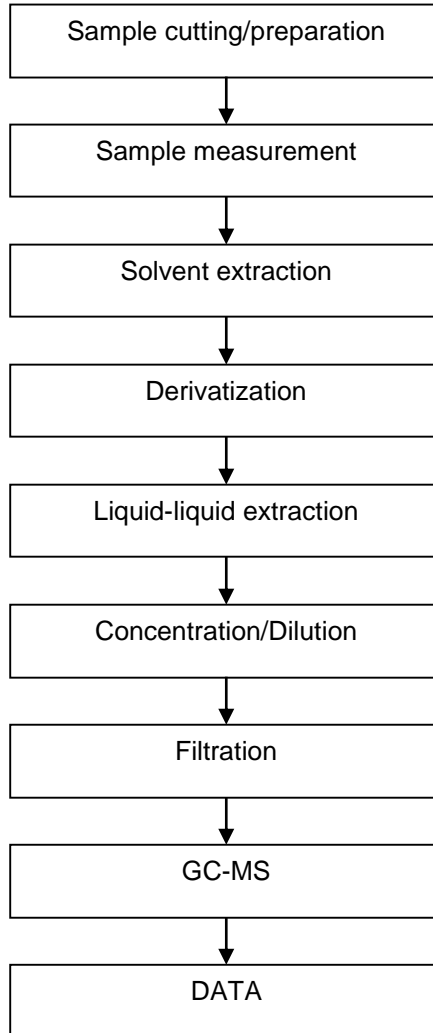 Sample cutting/preparation
Sample measurement
Solvent extraction
Derivatization
Liquid-liquid extraction
Concentration/Dilution
Filtration
GC-MS
DATA